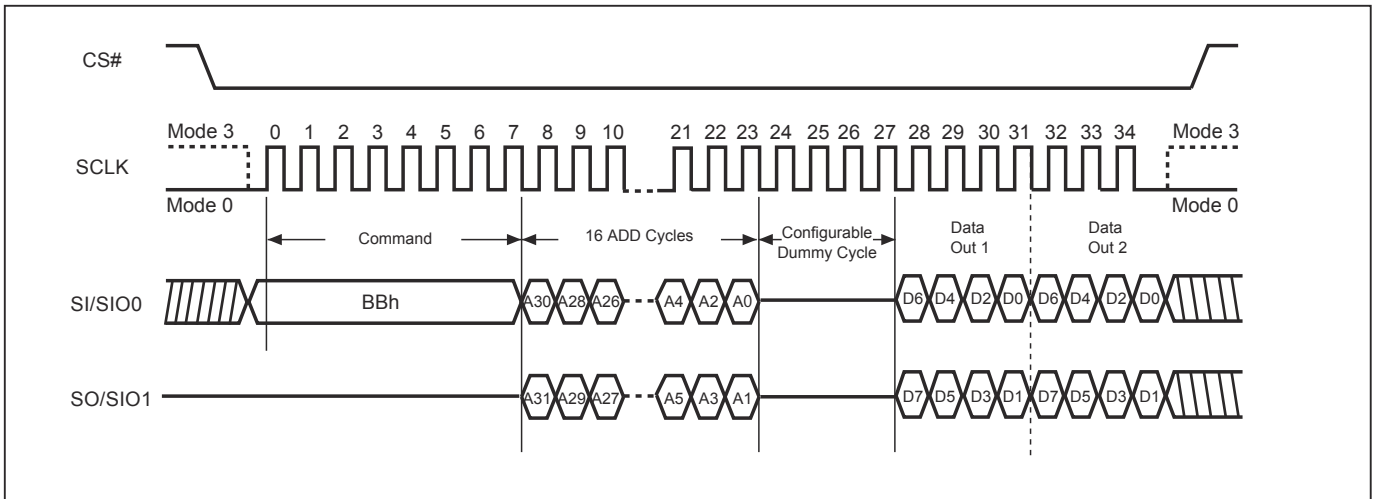 CS#
Mode 3 0 1 2 3 4 5 6 7 8 9 10 21 22 23 24 25 26 27 28 29 30 31 32 33 34 Mode 3
SCLK
Mode 0 Mode 0
Command 16 ADD Cycles Configurable Dummy Cycle Data Out 1 Data Out 2
SI/SIO0 BBh A30 A28 A26 A4 A2 A0 D6 D4 D2 D0 D6 D4 D2 D0
SO/SIO1 A31 A29 A27 A5 A3 A1 D7 D5 D3 D1 D7 D5 D3 D1